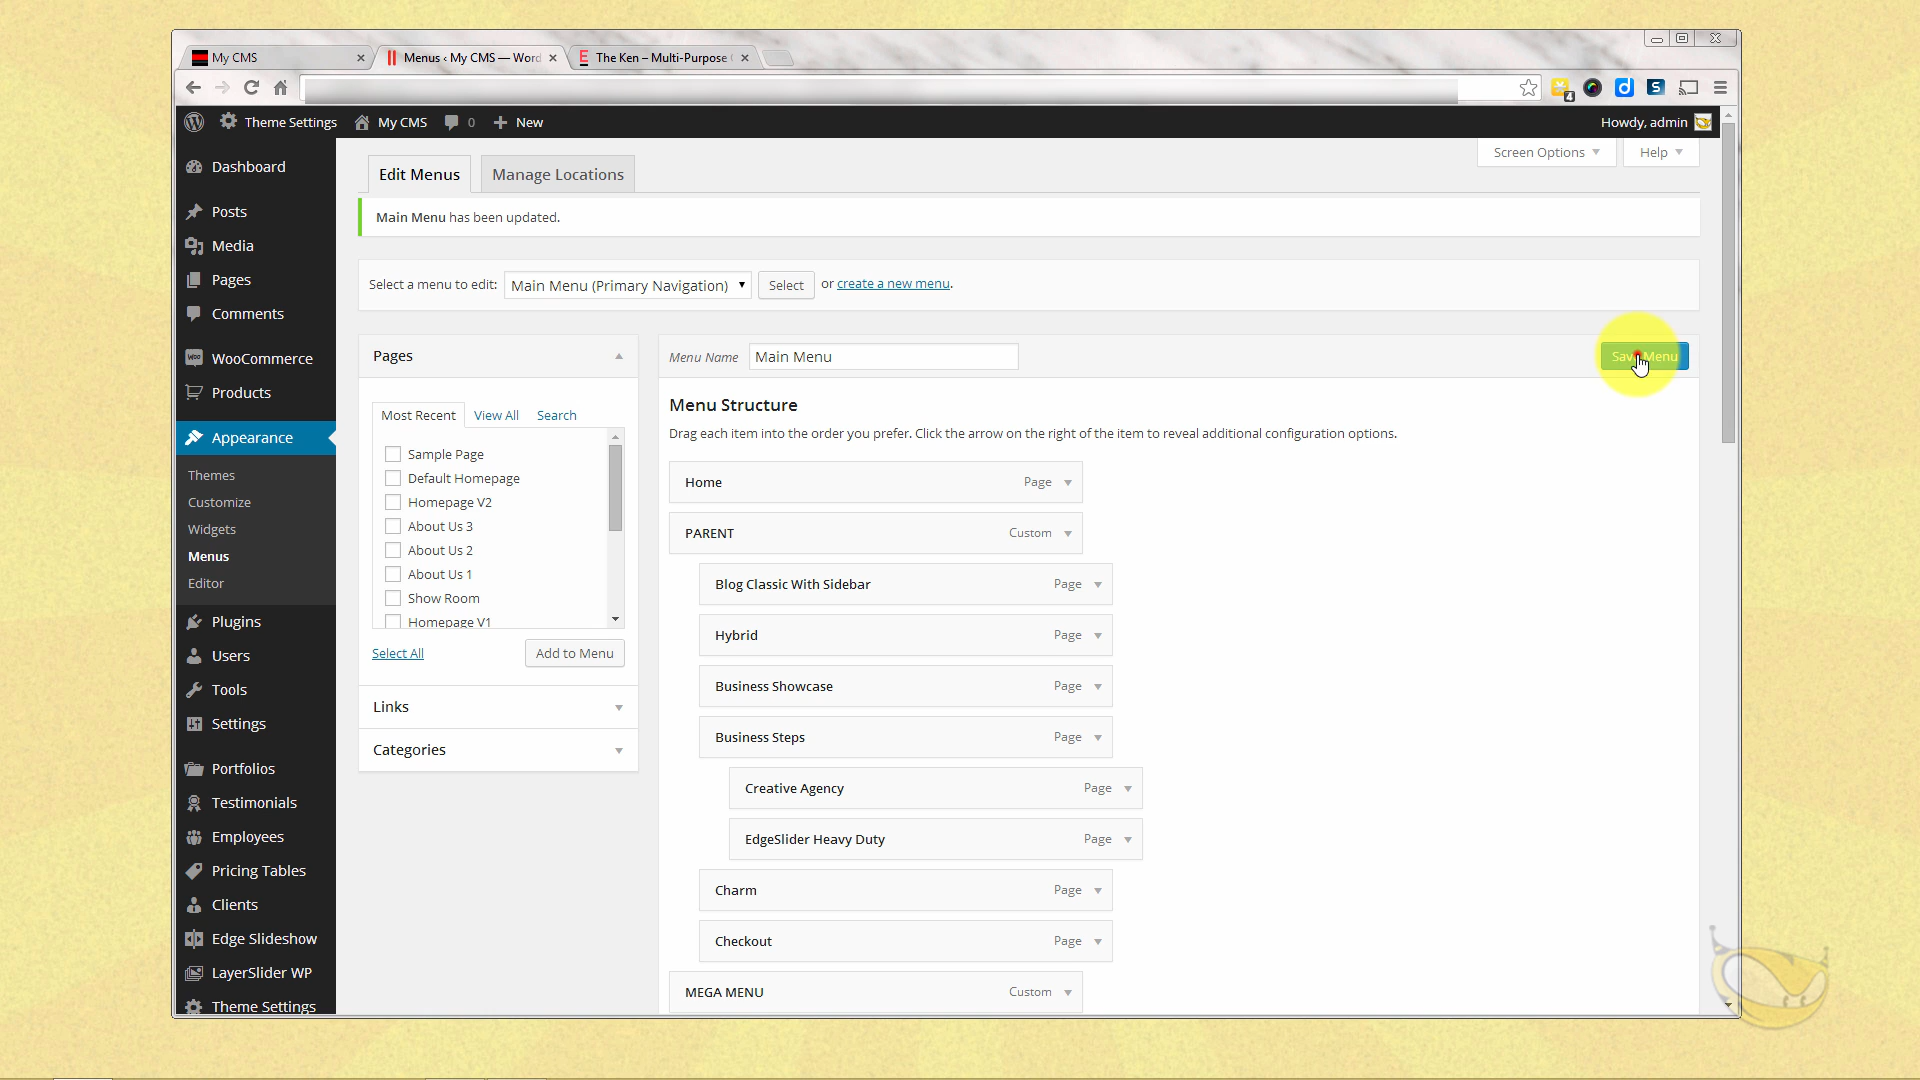 My CMS
Menus ‹ My CMS — Word
The Ken – Multi-Purpose
4
Theme Settings
My CMS
0
New
Howdy, admin
Screen Options
Help
Dashboard
Posts
Media
Pages
Comments
WooCommerce
Products
Appearance
Themes
Customize
Widgets
Menus
Editor
Plugins
Users
Tools
Settings
Portfolios
Testimonials
Employees
Pricing Tables
Clients
Edge Slideshow
LayerSlider WP
Theme Settings
Edit Menus
Manage Locations
Main Menu has been updated.
Select a menu to edit: Main Menu (Primary Navigation) Select or create a new menu.
Pages
Most Recent View All Search
Sample Page
Default Homepage
Homepage V2
About Us 3
About Us 2
About Us 1
Show Room
Homepage V1
Select All
Add to Menu
Links
Categories
Menu Name Main Menu
Save Menu
Menu Structure
Drag each item into the order you prefer. Click the arrow on the right of the item to reveal additional configuration options.
Home Page
PARENT Custom
Blog Classic With Sidebar Page
Hybrid Page
Business Showcase Page
Business Steps Page
Creative Agency Page
EdgeSlider Heavy Duty Page
Charm Page
Checkout Page
MEGA MENU Custom